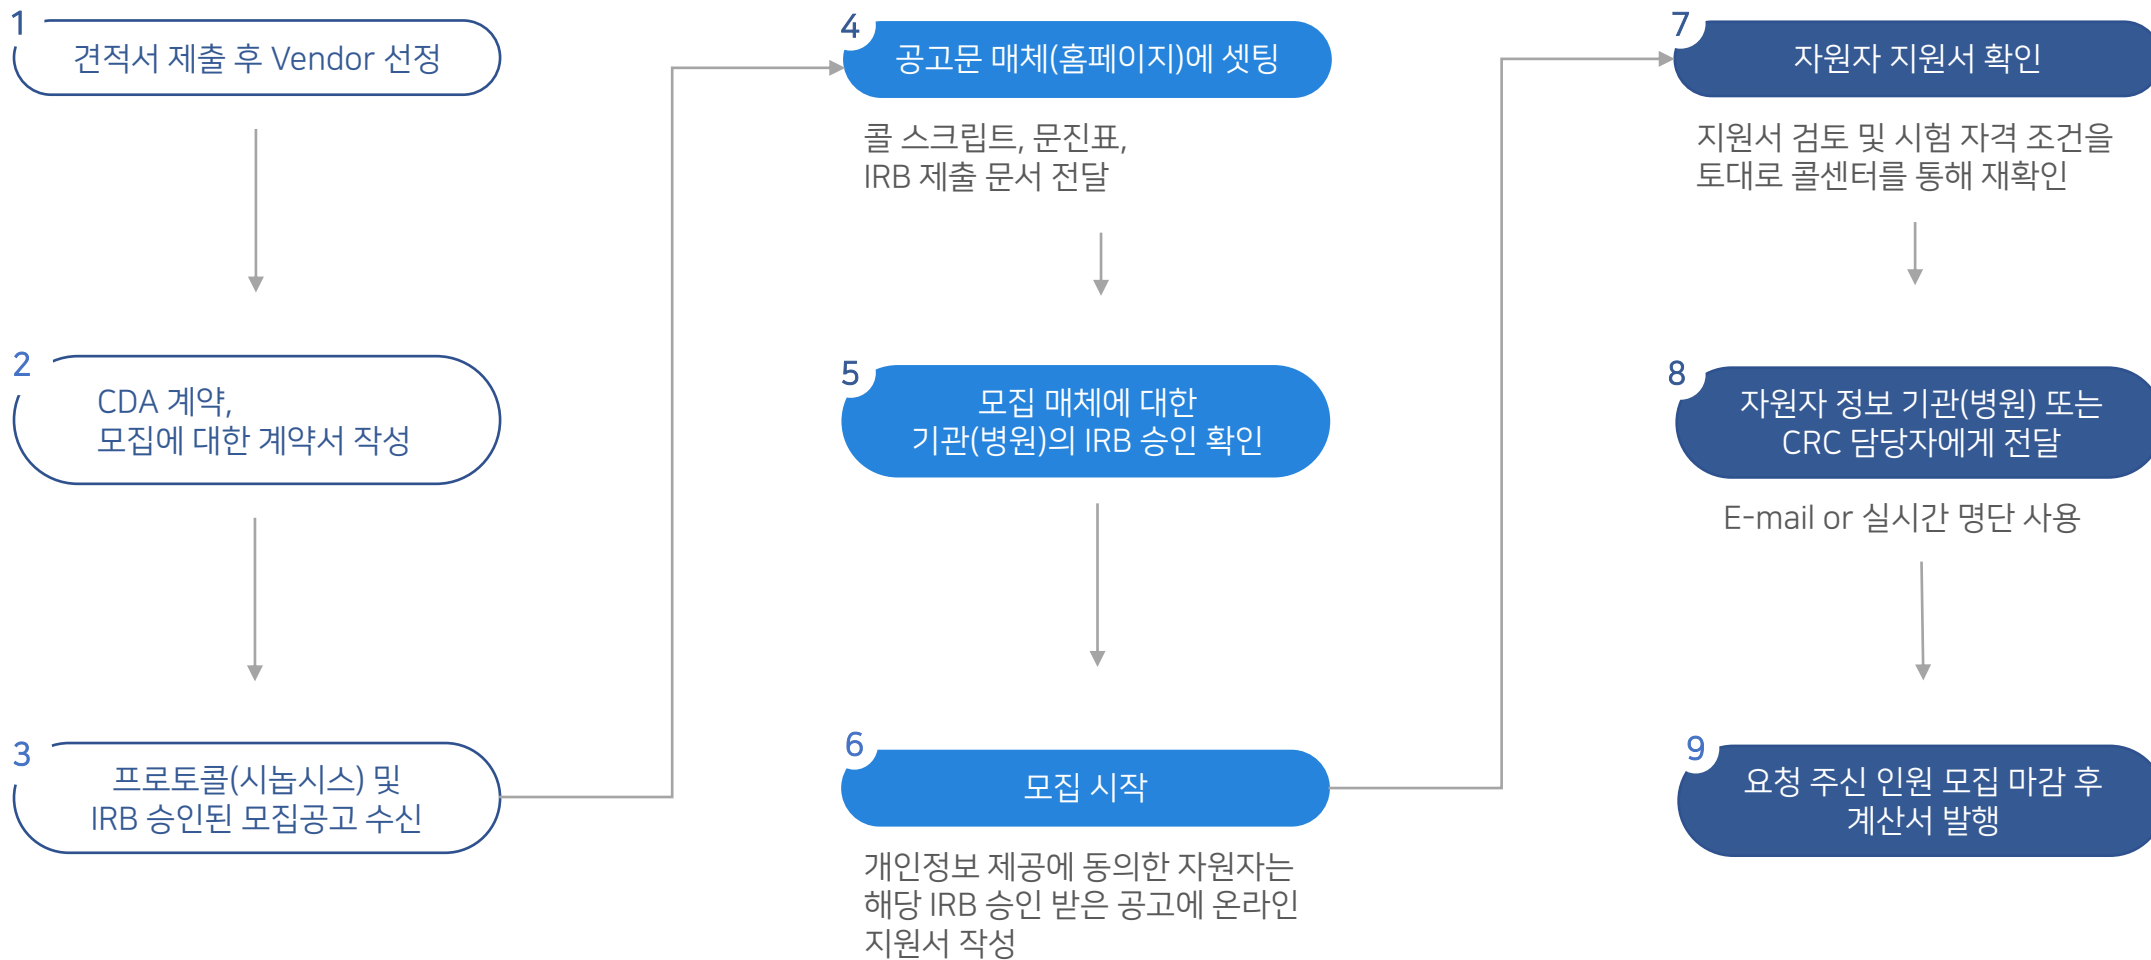 1
견적서 제출 후 Vendor 선정
2
CDA 계약,
모집에 대한 계약서 작성
3
프로토콜(시놉시스) 및
IRB 승인된 모집공고 수신
4
공고문 매체(홈페이지)에 셋팅
콜 스크립트, 문진표,
IRB 제출 문서 전달
5
모집 매체에 대한
기관(병원)의 IRB 승인 확인
6
모집 시작
개인정보 제공에 동의한 자원자는
해당 IRB 승인 받은 공고에 온라인
지원서 작성
7
자원자 지원서 확인
지원서 검토 및 시험 자격 조건을
토대로 콜센터를 통해 재확인
8
자원자 정보 기관(병원) 또는
CRC 담당자에게 전달
E-mail or 실시간 명단 사용
9
요청 주신 인원 모집 마감 후
계산서 발행